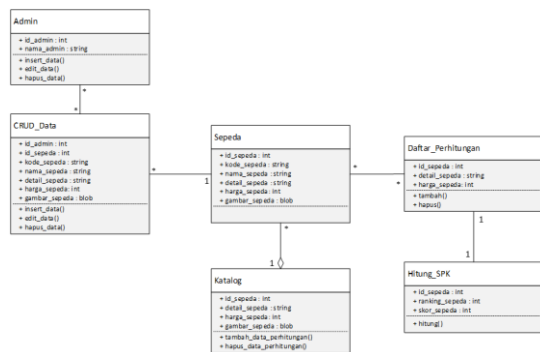 Admin
+ id_admin : int
+ nama_admin : string
+ insert_data()
+ edit_data()
+ hapus_data()
*
*
CRUD_Data
+ id_admin : int
+ id_sepeda : int
+ kode_sepeda : string
+ nama_sepeda : string
+ detail_sepeda : string
+ harga_sepeda : int
+ gambar_sepeda : blob
+ insert_data()
+ edit_data()
+ hapus_data()
*
1
Sepeda
+ id_sepeda : int
+ kode_sepeda : string
+ nama_sepeda : string
+ detail_sepeda : string
+ harga_sepeda : int
+ gambar_sepeda : blob
*
*
Daftar_Perhitungan
+ id_sepeda : int
+ detail_sepeda : string
+ harga_sepeda : int
+ tambah()
+ hapus()
*
1
1
1
Katalog
+ id_sepeda : int
+ detail_sepeda : string
+ harga_sepeda : int
+ gambar_sepeda : blob
+ tambah_data_perhitungan()
+ hapus_data_perhitungan()
Hitung_SPK
+ id_sepeda : int
+ ranking_sepeda : int
+ skor_sepeda : int
+ hitung()